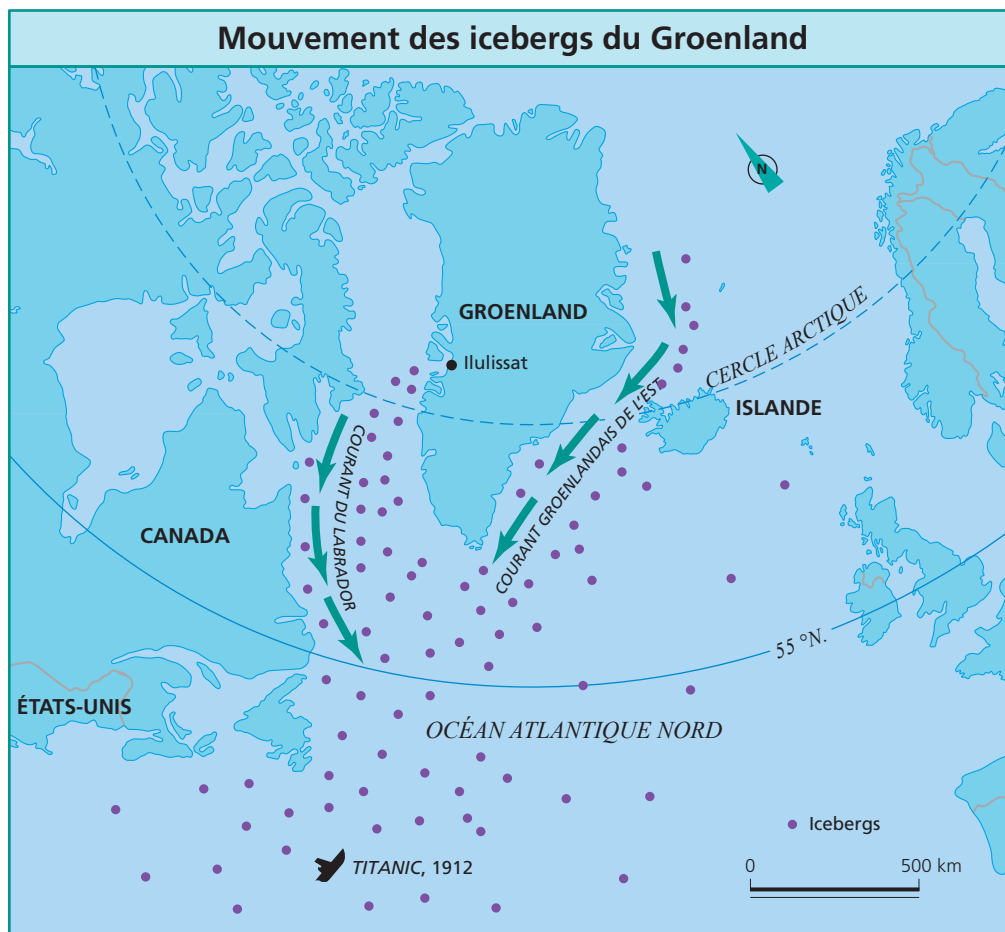 Mouvement des icebergs du Groenland
N
GROENLAND
Ilulissat
CERCLE ARCTIQUE
ISLANDE
COURANT GROENLANDAIS DE L'EST
COURANT DU LABRADOR
CANADA
55 °N.
ÉTATS-UNIS
OCÉAN ATLANTIQUE NORD
Icebergs
TITANIC, 1912
0 500 km